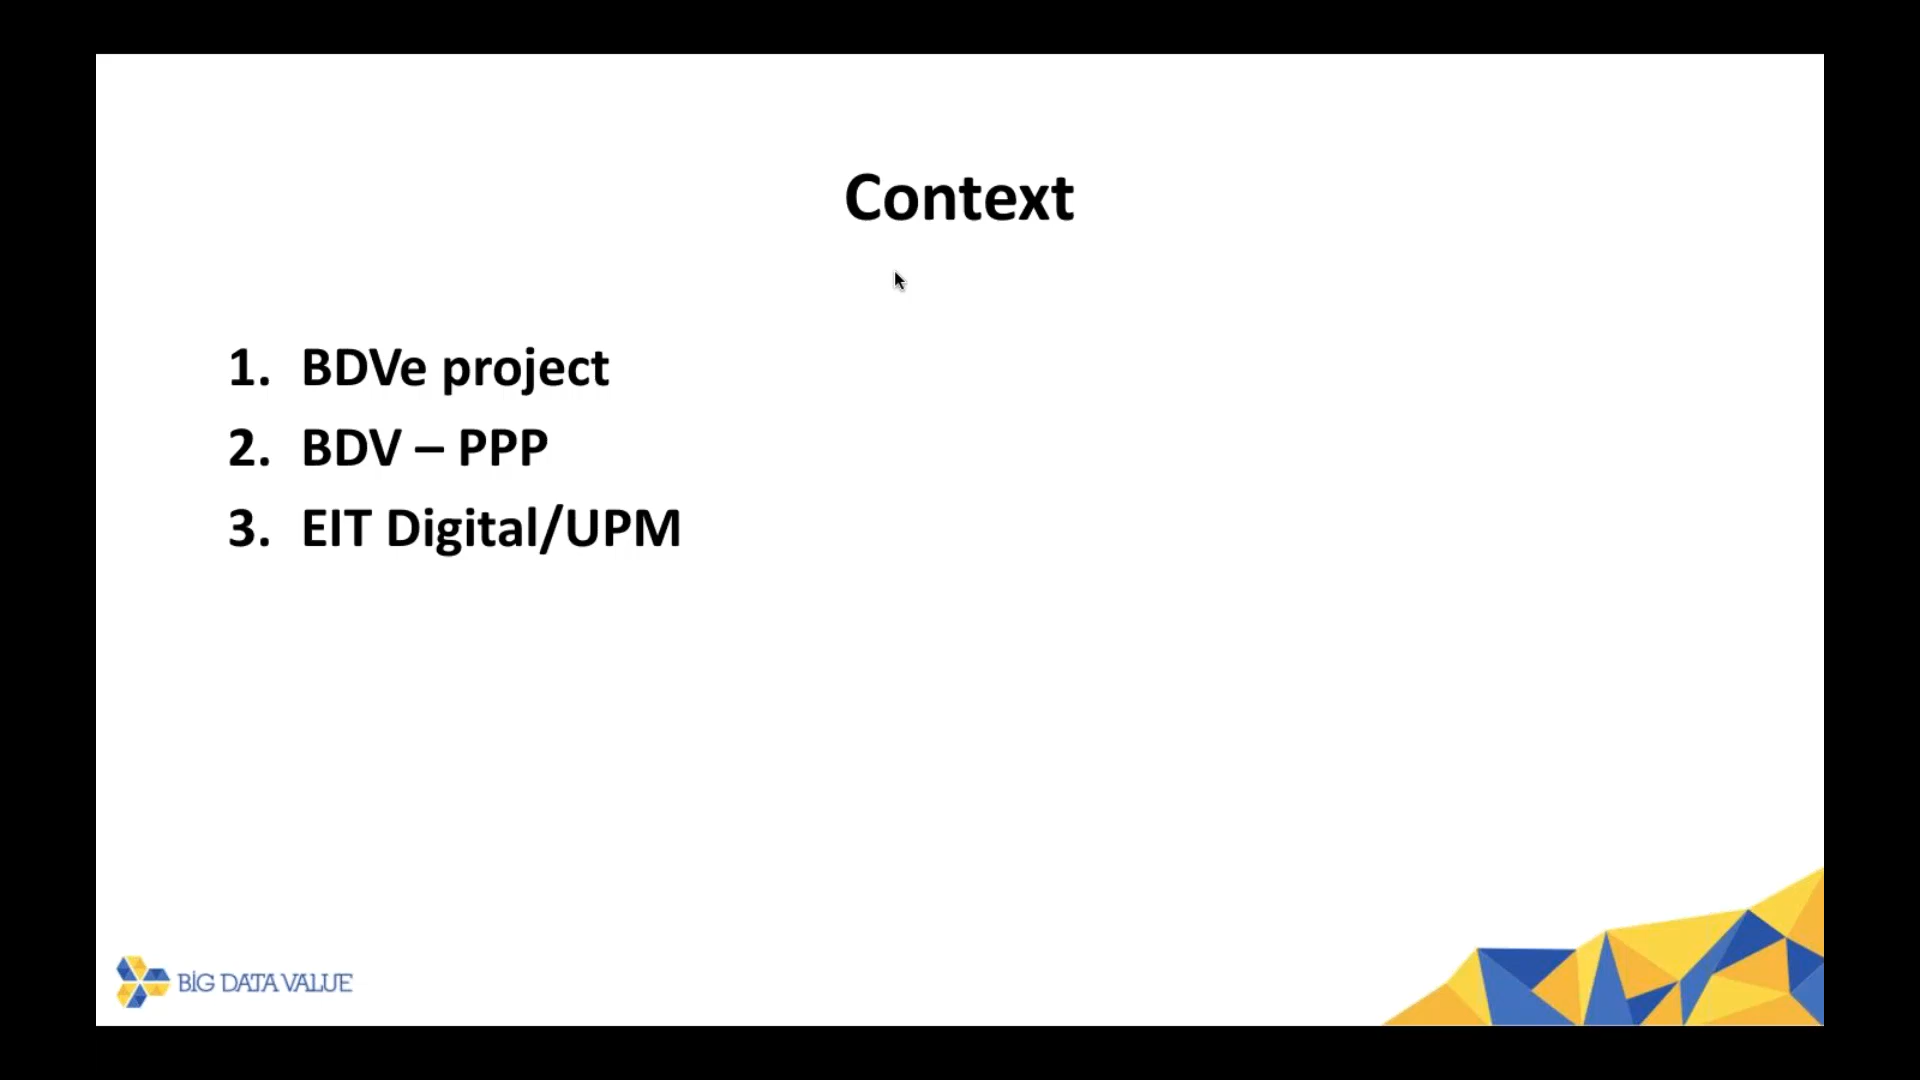 Context
1. BDVe project
2. BDV – PPP
3. EIT Digital/UPM
BIG DATA VALUE